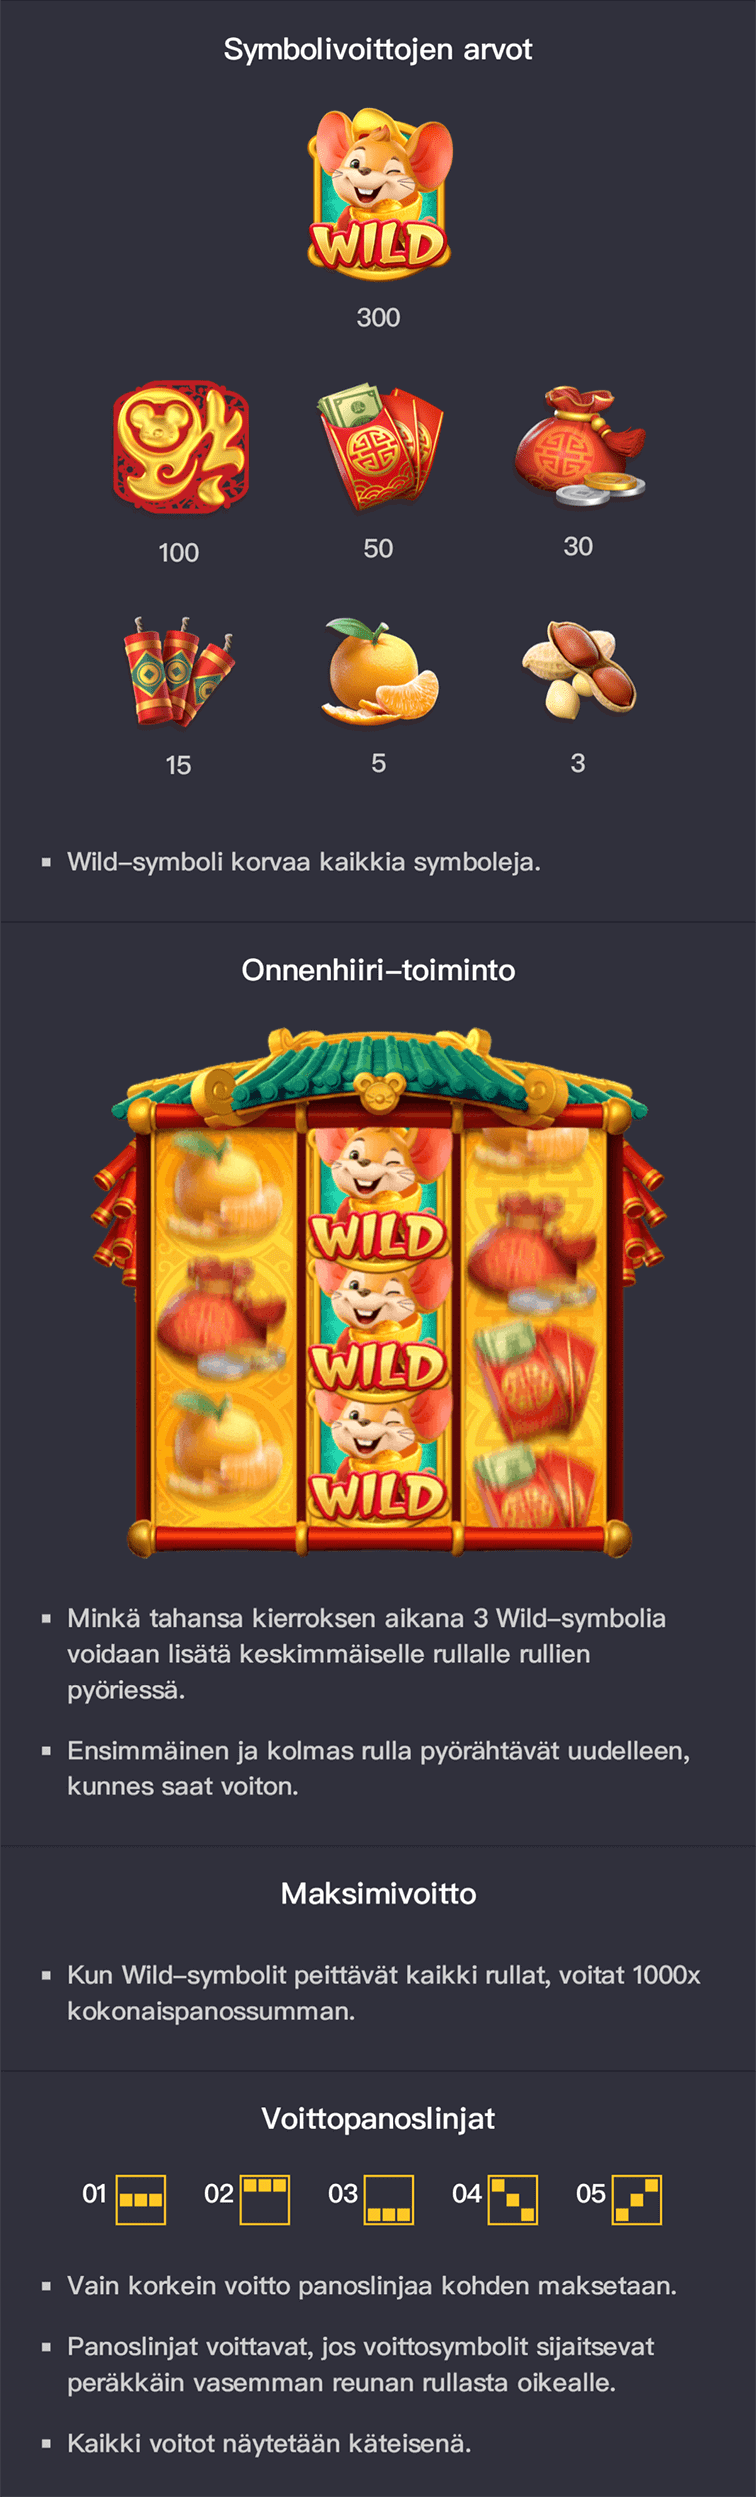 Symbolivoittojen arvot
WILD
300
100
50
30
15
5
3
Wild–symboli korvaa kaikkia symboleja.
Onnenhiiri–toiminto
WILD
WILD
WILD
Minkä tahansa kierroksen aikana 3 Wild–symbolia
voidaan lisätä keskimmäiselle rullalle rullien
pyöriessä.
Ensimmäinen ja kolmas rulla pyörähtävät uudelleen,
kunnes saat voiton.
Maksimivoitto
Kun Wild–symbolit peittävät kaikki rullat, voitat 1000x
kokonaispanossumman.
Voittopanoslinjat
01 02 03 04 05
Vain korkein voitto panoslinjaa kohden maksetaan.
Panoslinjat voittavat, jos voittosymbolit sijaitsevat
peräkkäin vasemman reunan rullasta oikealle.
Kaikki voitot näytetään käteisenä.